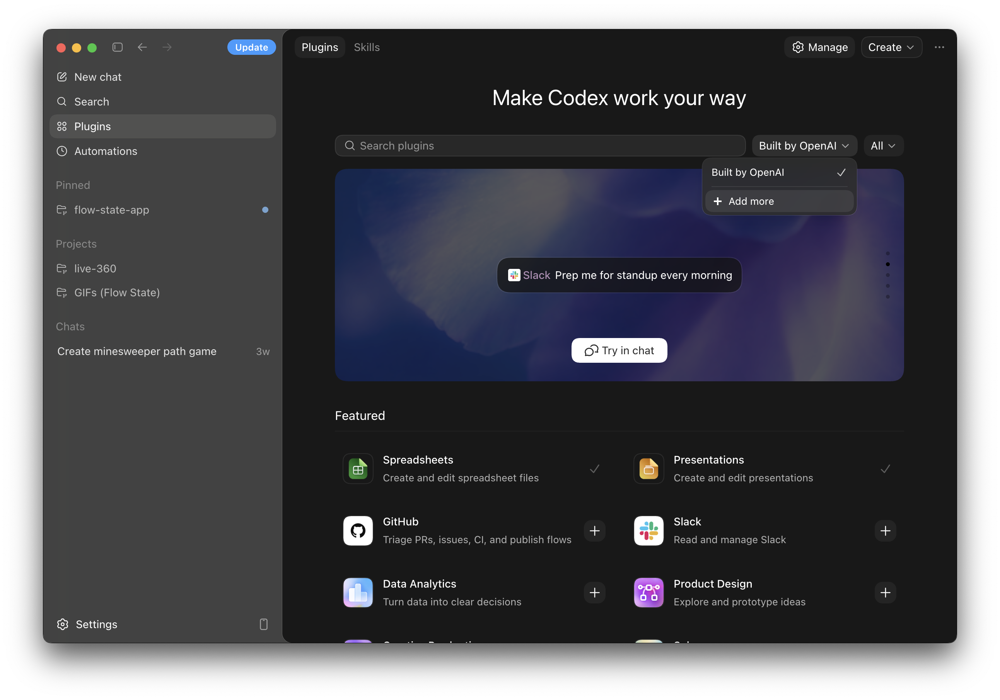 Update
New chat
Search
Plugins
Automations
Pinned
flow-state-app
Projects
live-360
GIFs (Flow State)
Chats
Create minesweeper path game 3w
Settings
Plugins Skills
Manage Create
Make Codex work your way
Search plugins
Built by OpenAI All
Built by OpenAI
Add more
Slack Prep me for standup every morning
Try in chat
Featured
Spreadsheets
Create and edit spreadsheet files
Presentations
Create and edit presentations
GitHub
Triage PRs, issues, CI, and publish flows
Slack
Read and manage Slack
Data Analytics
Turn data into clear decisions
Product Design
Explore and prototype ideas